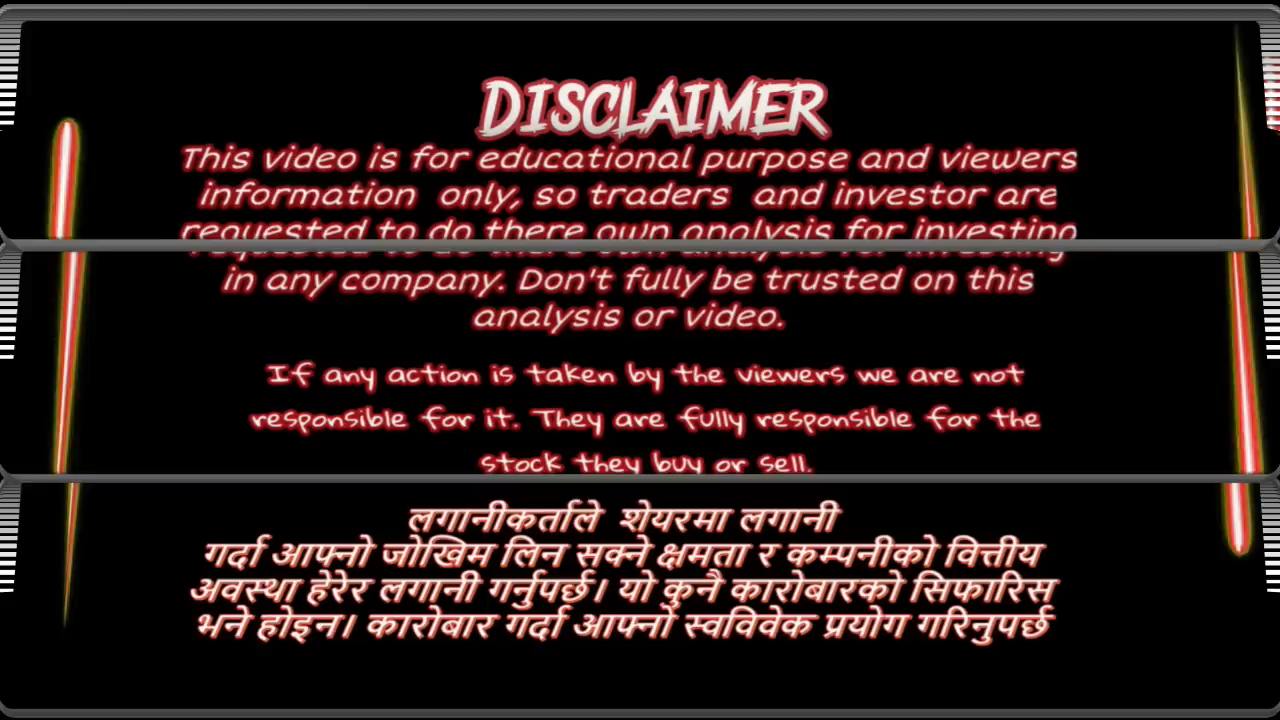 DISCLAIMER
This video is for educational purpose and viewers
information only, so traders and investor are
requested to do there own analysis for investing
in any company. Don't fully be trusted on this
analysis or video.
If any action is taken by the viewers we are not
responsible for it. They are fully responsible for the
stock they buy or sell.
लगानीकर्ताले शेयरमा लगानी
गर्दा आफ्नो जोखिम लिन सक्ने क्षमता र कम्पनीको वित्तीय
अवस्था हेरेर लगानी गर्नुपर्छ। यो कुनै कारोबारको सिफारिस
भने होइन। कारोबार गर्दा आफ्नो स्वविवेक प्रयोग गरिनुपर्छ